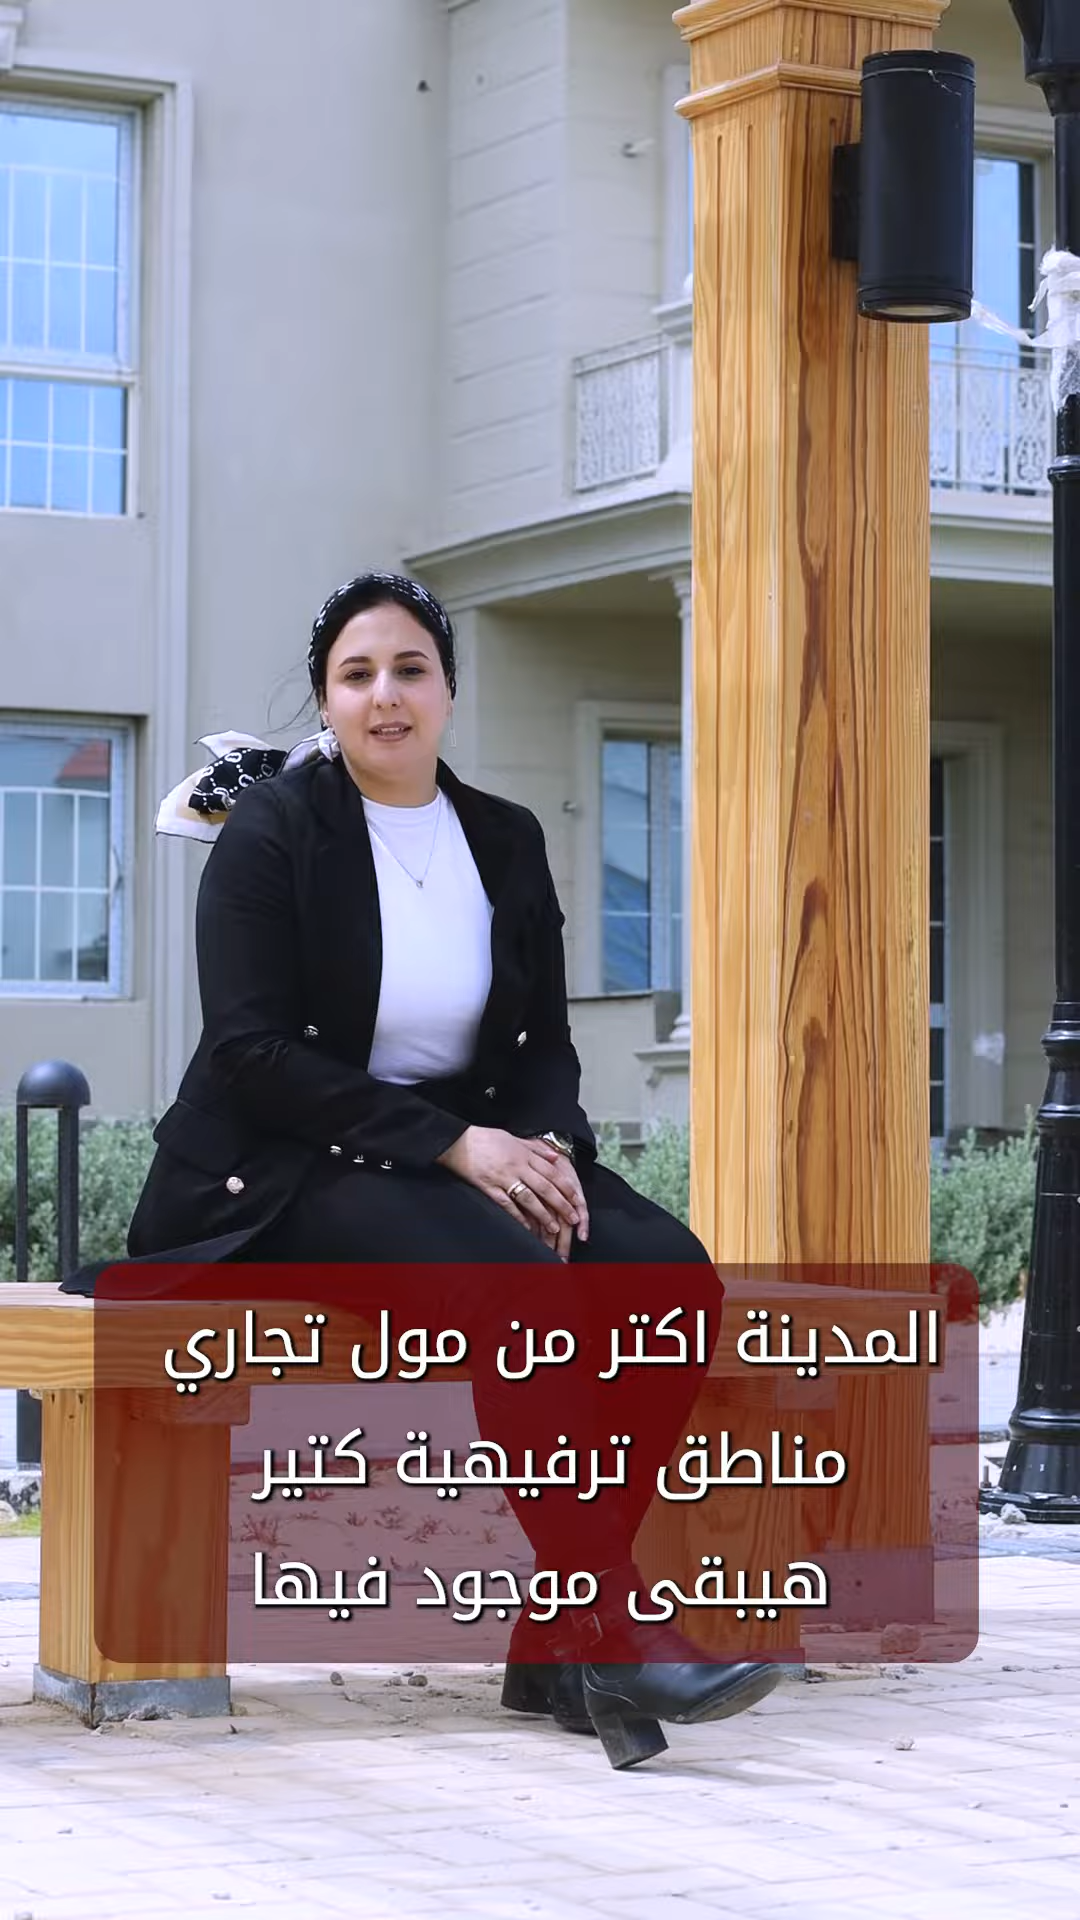 المدينة اكتر من مول تجاري
مناطق ترفيهية كتير
هيبقى موجود فيها